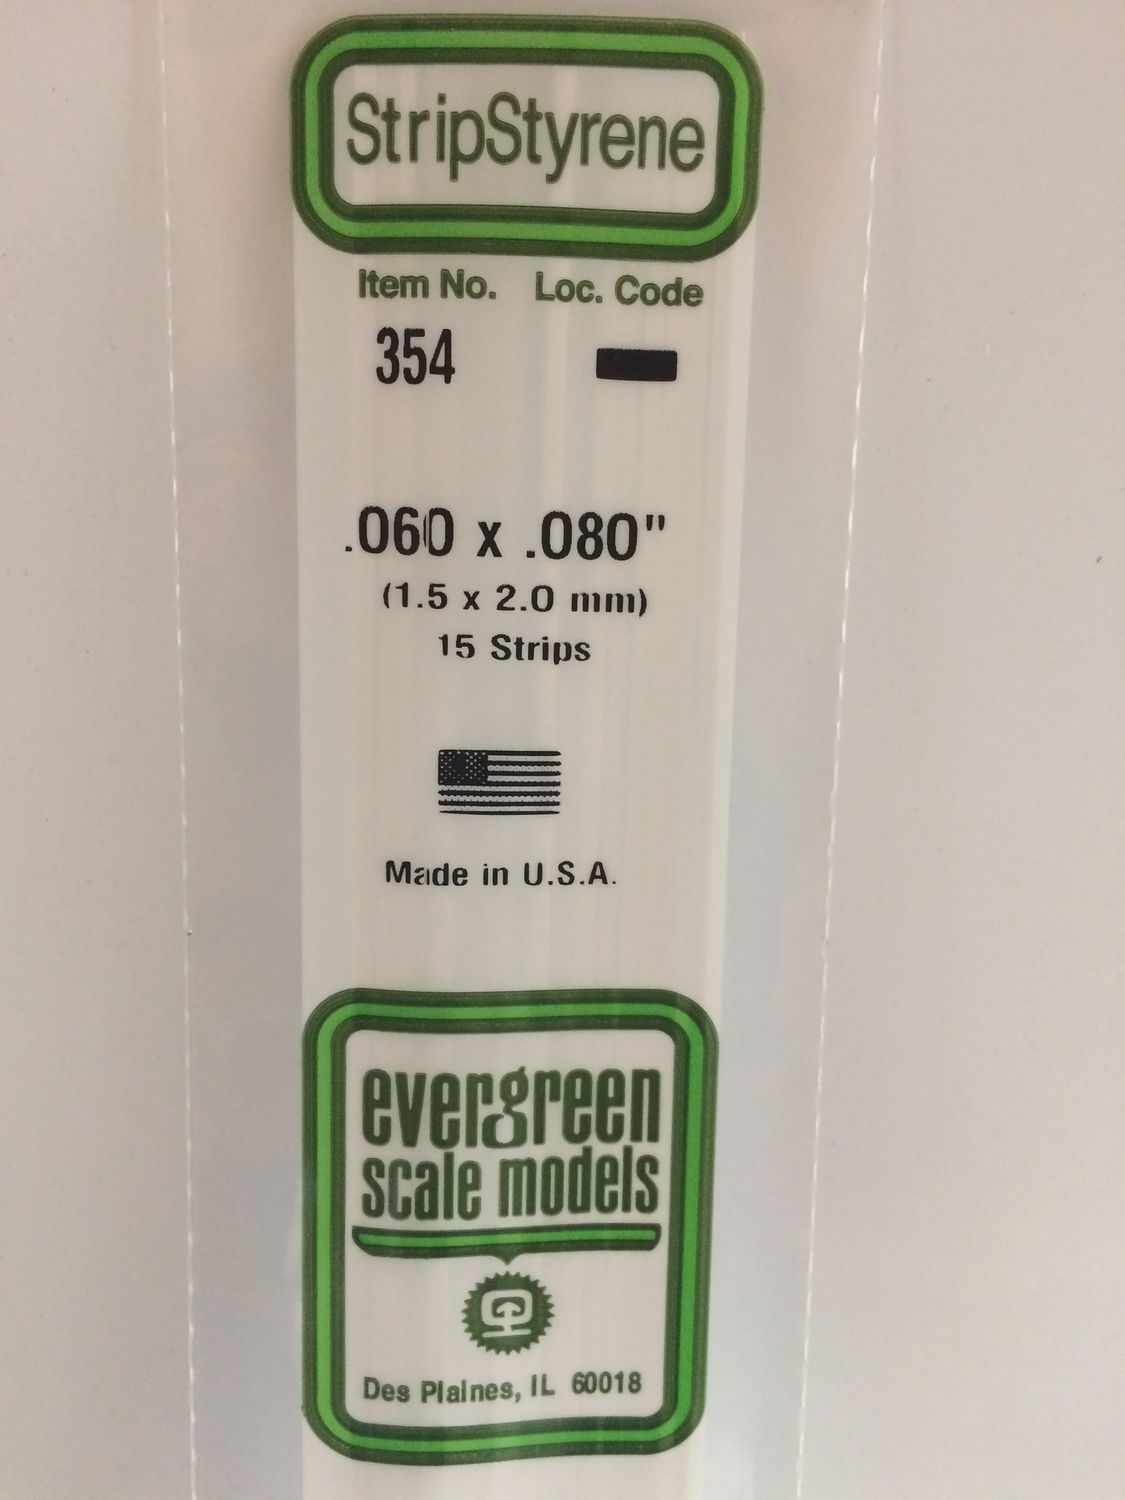 StripStyrene
Item No. Loc. Code
354
.060 x .080"
(1.5 x 2.0 mm)
15 Strips
Made in U.S.A.
evergreen
scale models
Des Plaines, IL 60018